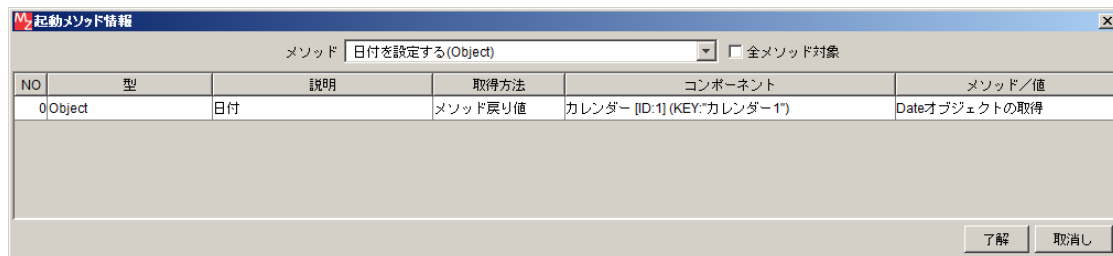 MZ 起動メソッド情報
メソッド 日付を設定する(Object) 全メソッド対象
NO 型 説明 取得方法 コンポーネント メソッド/値
0 Object 日付 メソッド戻り値 カレンダー [ID:1] (KEY:"カレンダー1") Dateオブジェクトの取得
了解 取消し